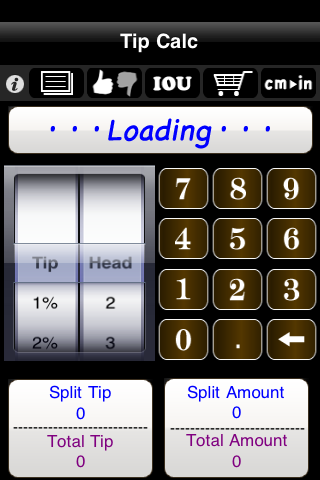 Tip Calc
i IOU cm▸in
· · · Loading · · ·
7 8 9
Tip Head
4 5 6
1% 2
1 2 3
2% 3
0 .
Split Tip
0
Total Tip
0
Split Amount
0
Total Amount
0